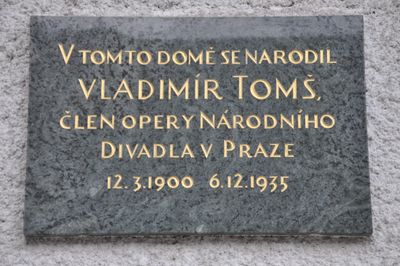 V TOMTO DOMĚ SE NARODIL
VLADIMÍR TOMŠ,
ČLEN OPERY NÁRODNÍHO
DIVADLA V PRAZE
12.3.1900 6.12.1935